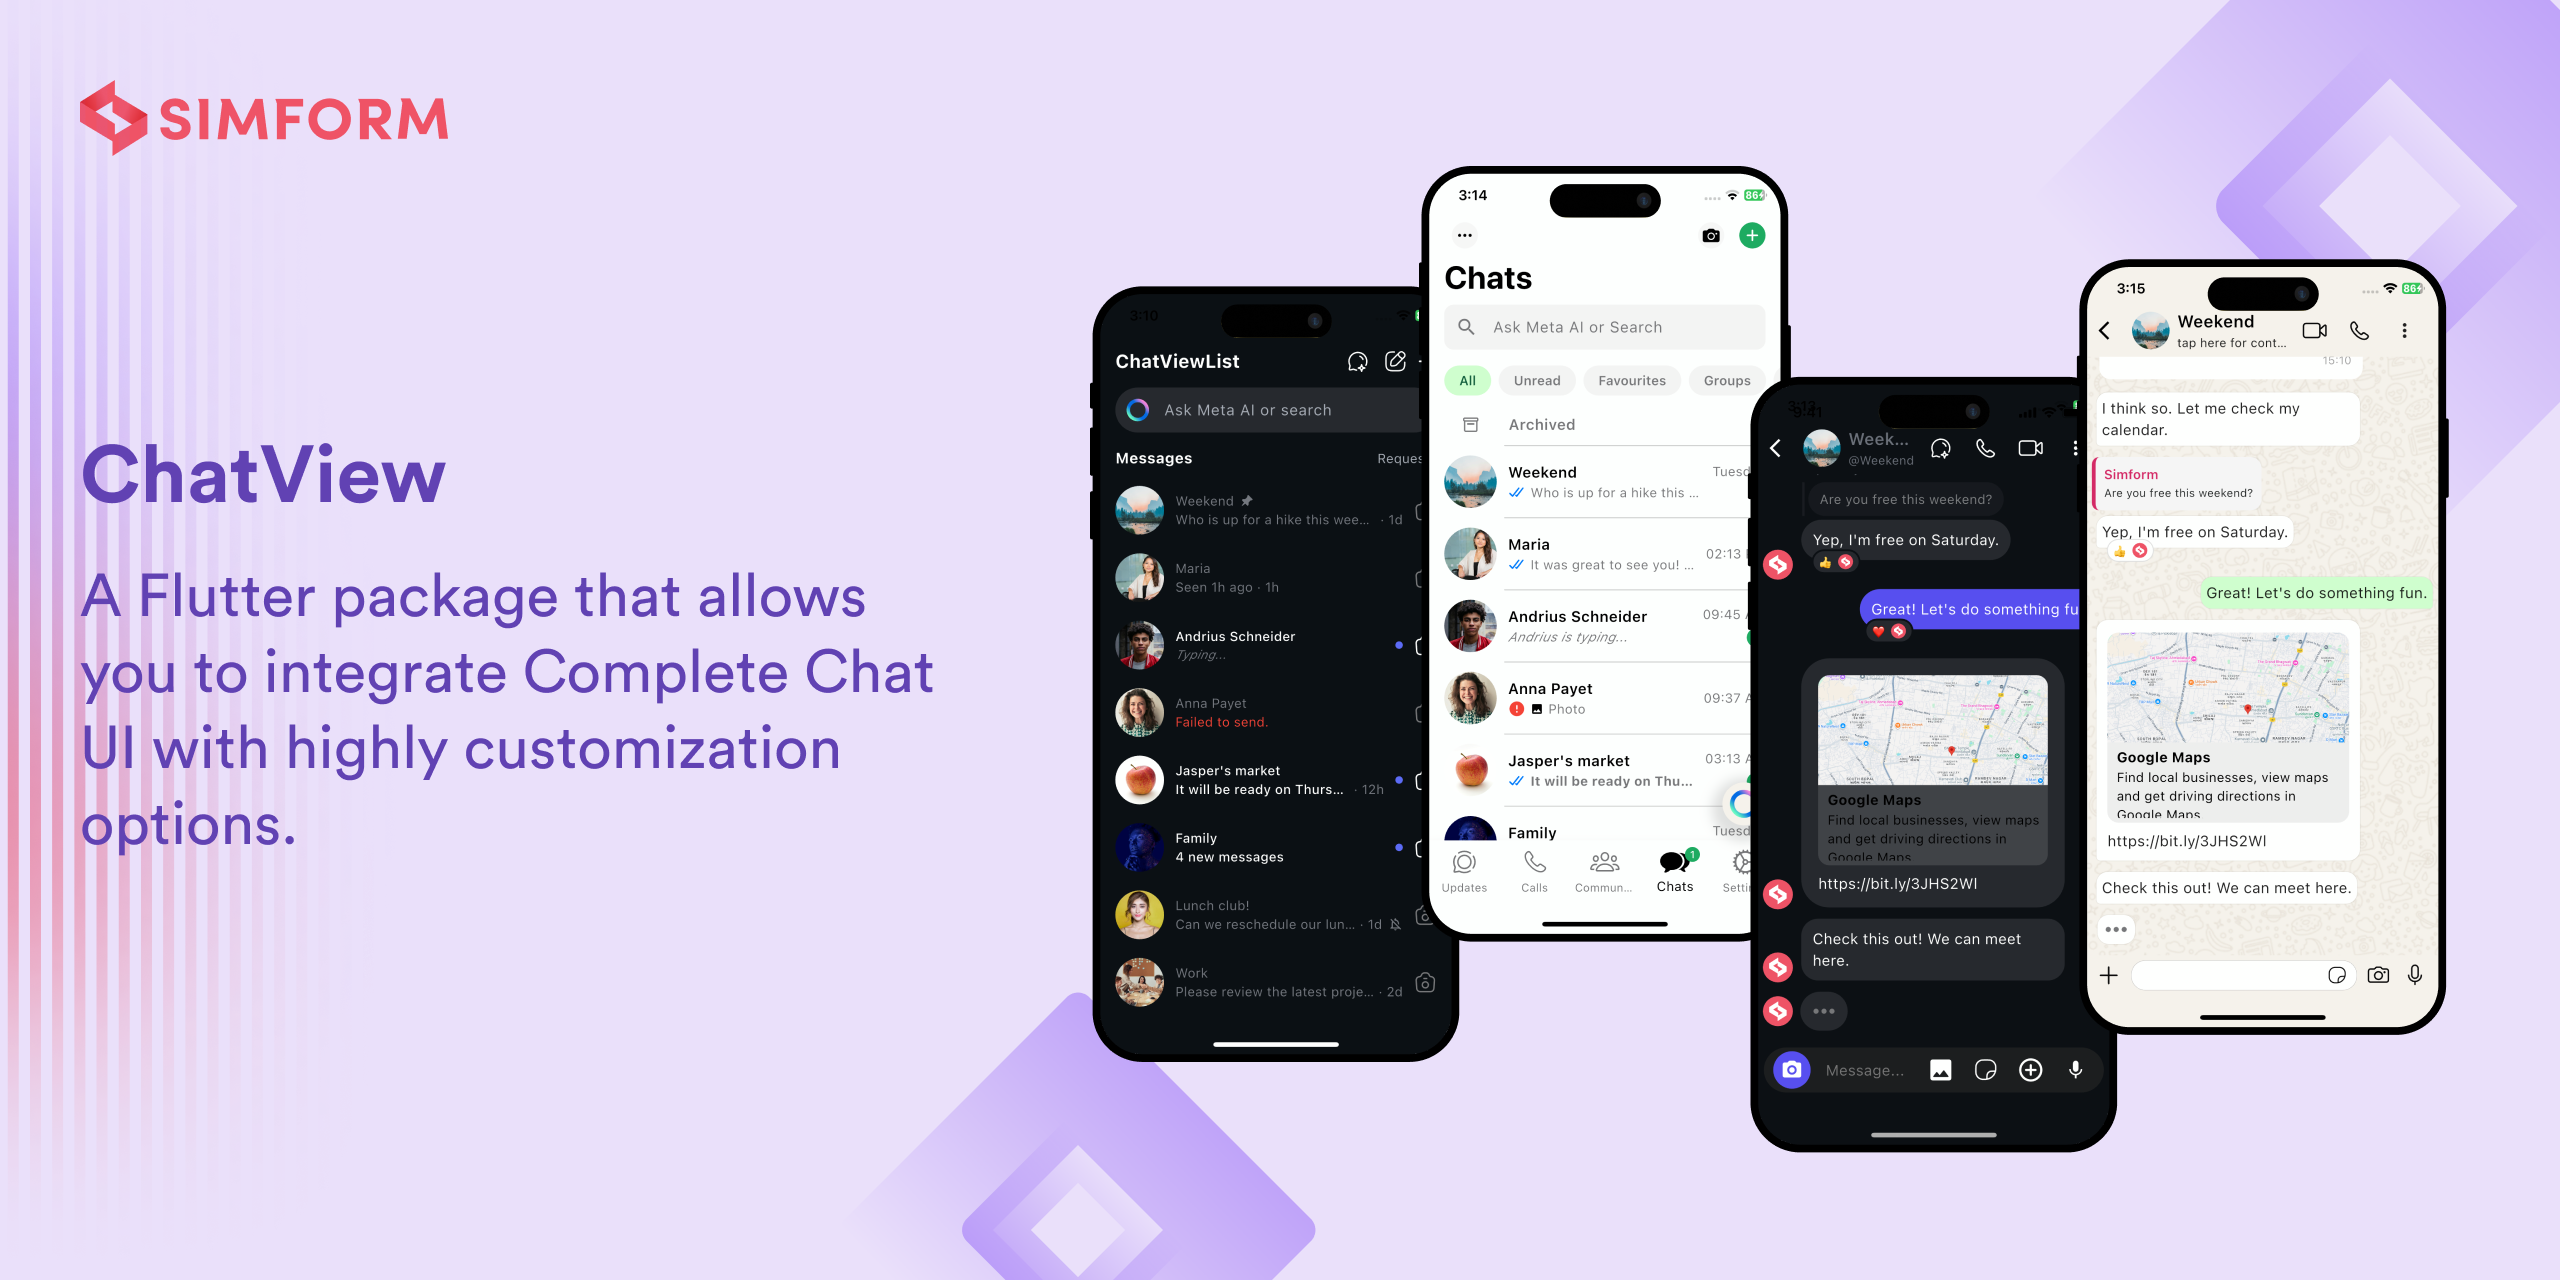 SIMFORM
ChatView
A Flutter package that allows
you to integrate Complete Chat
UI with highly customization
options.
3:10
ChatViewList
Ask Meta AI or search
Messages
Reques
Weekend
Who is up for a hike this wee... · 1d
Maria
Seen 1h ago · 1h
Andrius Schneider
Typing...
Anna Payet
Failed to send.
Jasper's market
It will be ready on Thurs... · 12h
Family
4 new messages
Lunch club!
Can we reschedule our lun... · 1d
Work
Please review the latest proje... · 2d
3:14
86
Chats
Ask Meta AI or Search
All Unread Favourites Groups
Archived
Weekend Tuesd
Who is up for a hike this ...
Maria 02:13
It was great to see you! ...
Andrius Schneider 09:45
Andrius is typing...
Anna Payet 09:37 A
Photo
Jasper's market 03:13 A
It will be ready on Thu...
Family Tuesd
1
Updates Calls Commun... Chats Settin
9:41
Week...
@Weekend
Are you free this weekend?
Yep, I'm free on Saturday.
Great! Let's do something fu
Google Maps
Find local businesses, view maps
and get driving directions in
Google Maps
https://bit.ly/3JHS2Wl
Check this out! We can meet
here.
Message...
3:15
86
Weekend
tap here for cont...
15:10
I think so. Let me check my
calendar.
Simform
Are you free this weekend?
Yep, I'm free on Saturday.
Great! Let's do something fun.
Google Maps
Find local businesses, view maps
and get driving directions in
Google Maps
https://bit.ly/3JHS2Wl
Check this out! We can meet here.